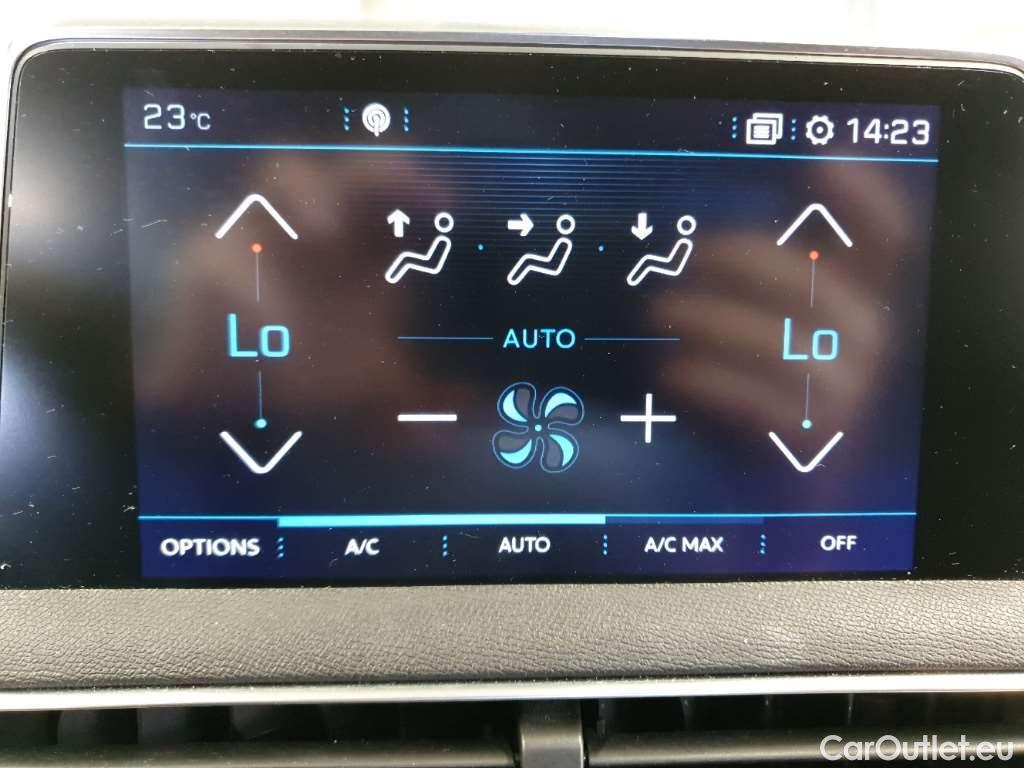 23°C 14:23
Lo AUTO Lo
OPTIONS A/C AUTO A/C MAX OFF
CarOutlet.eu